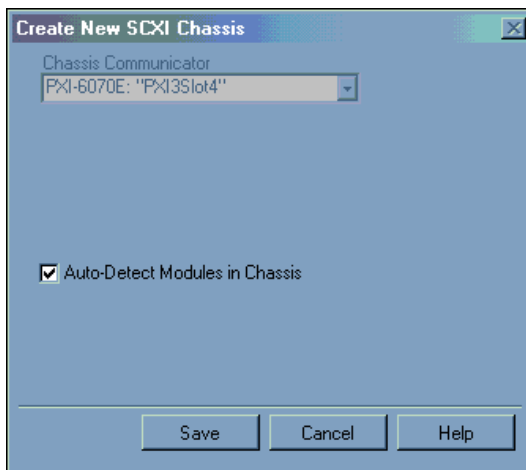 Create New SCXI Chassis
Chassis Communicator
PXI-6070E: "PXI3Slot4"
Auto-Detect Modules in Chassis
Save Cancel Help